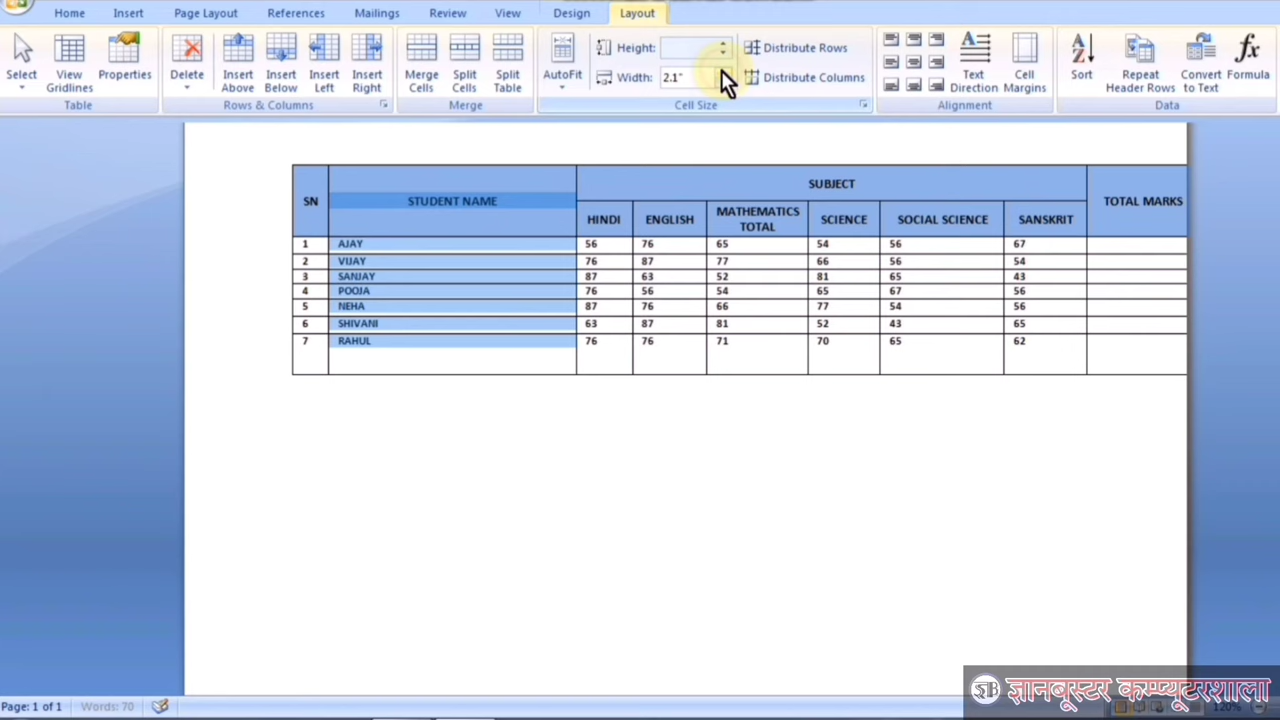 Home Insert Page Layout References Mailings Review View Design Layout
Select
View Gridlines
Properties
Delete
Insert Above
Insert Below
Insert Left
Insert Right
Merge Cells
Split Cells
Split Table
AutoFit
Height:
Width: 2.1"
Distribute Rows
Distribute Columns
Text Direction
Cell Margins
Sort
Repeat Header Rows
Convert to Text
Formula
Table Rows & Columns Merge Cell Size Alignment Data
SN STUDENT NAME SUBJECT TOTAL MARKS
HINDI ENGLISH MATHEMATICS TOTAL SCIENCE SOCIAL SCIENCE SANSKRIT
1 AJAY 56 76 65 54 56 67
2 VIJAY 76 87 77 66 56 54
3 SANJAY 87 63 52 81 65 43
4 POOJA 76 56 54 65 67 56
5 NEHA 87 76 66 77 54 56
6 SHIVANI 63 87 81 52 43 65
7 RAHUL 76 76 71 70 65 62
ज्ञानबूस्टर कम्प्यूटरशाला
Page: 1 of 1 Words: 70 120%